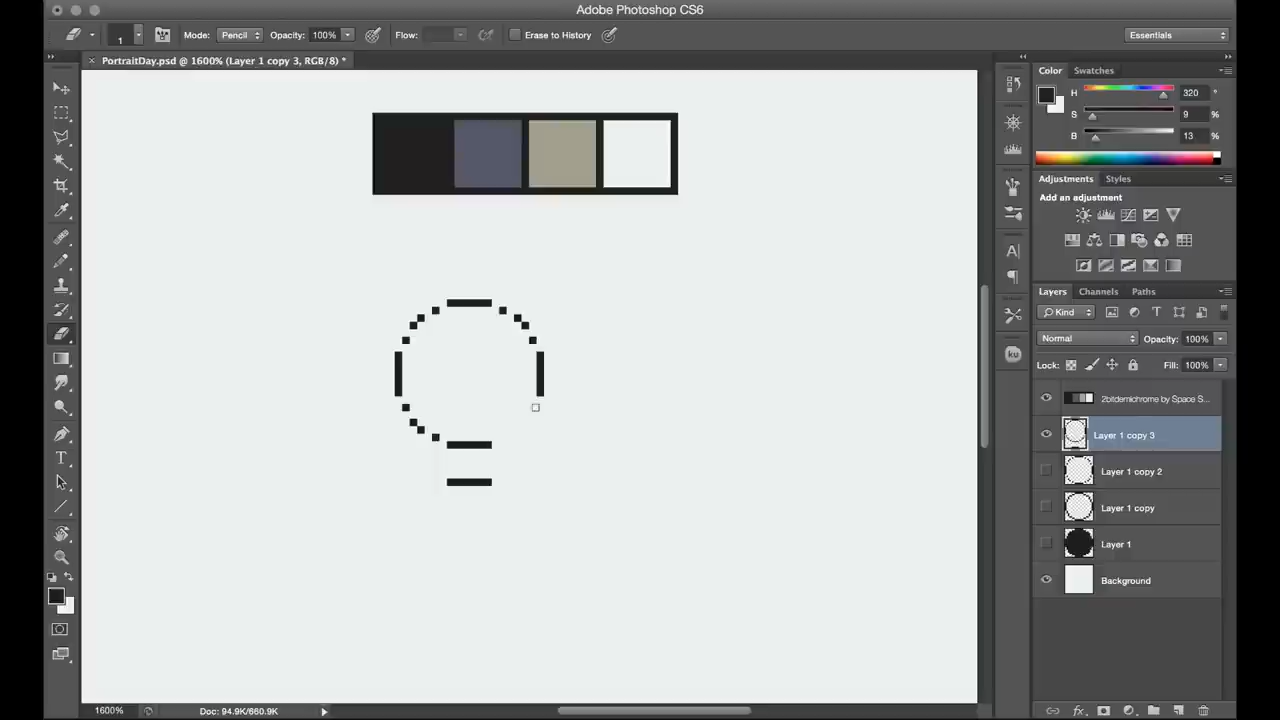 Adobe Photoshop CS6
1
Mode:
Pencil
Opacity:
100%
Flow:
Erase to History
Essentials
PortraitDay.psd @ 1600% (Layer 1 copy 3, RGB/8) *
Color
Swatches
H
320
°
S
9
%
B
13
%
Adjustments
Styles
Add an adjustment
Layers
Channels
Paths
Kind
Normal
Opacity:
100%
Lock:
Fill:
100%
2bitdemichrome by Space S...
Layer 1 copy 3
Layer 1 copy 2
Layer 1 copy
Layer 1
Background
ku
1600%
Doc: 94.9K/660.9K